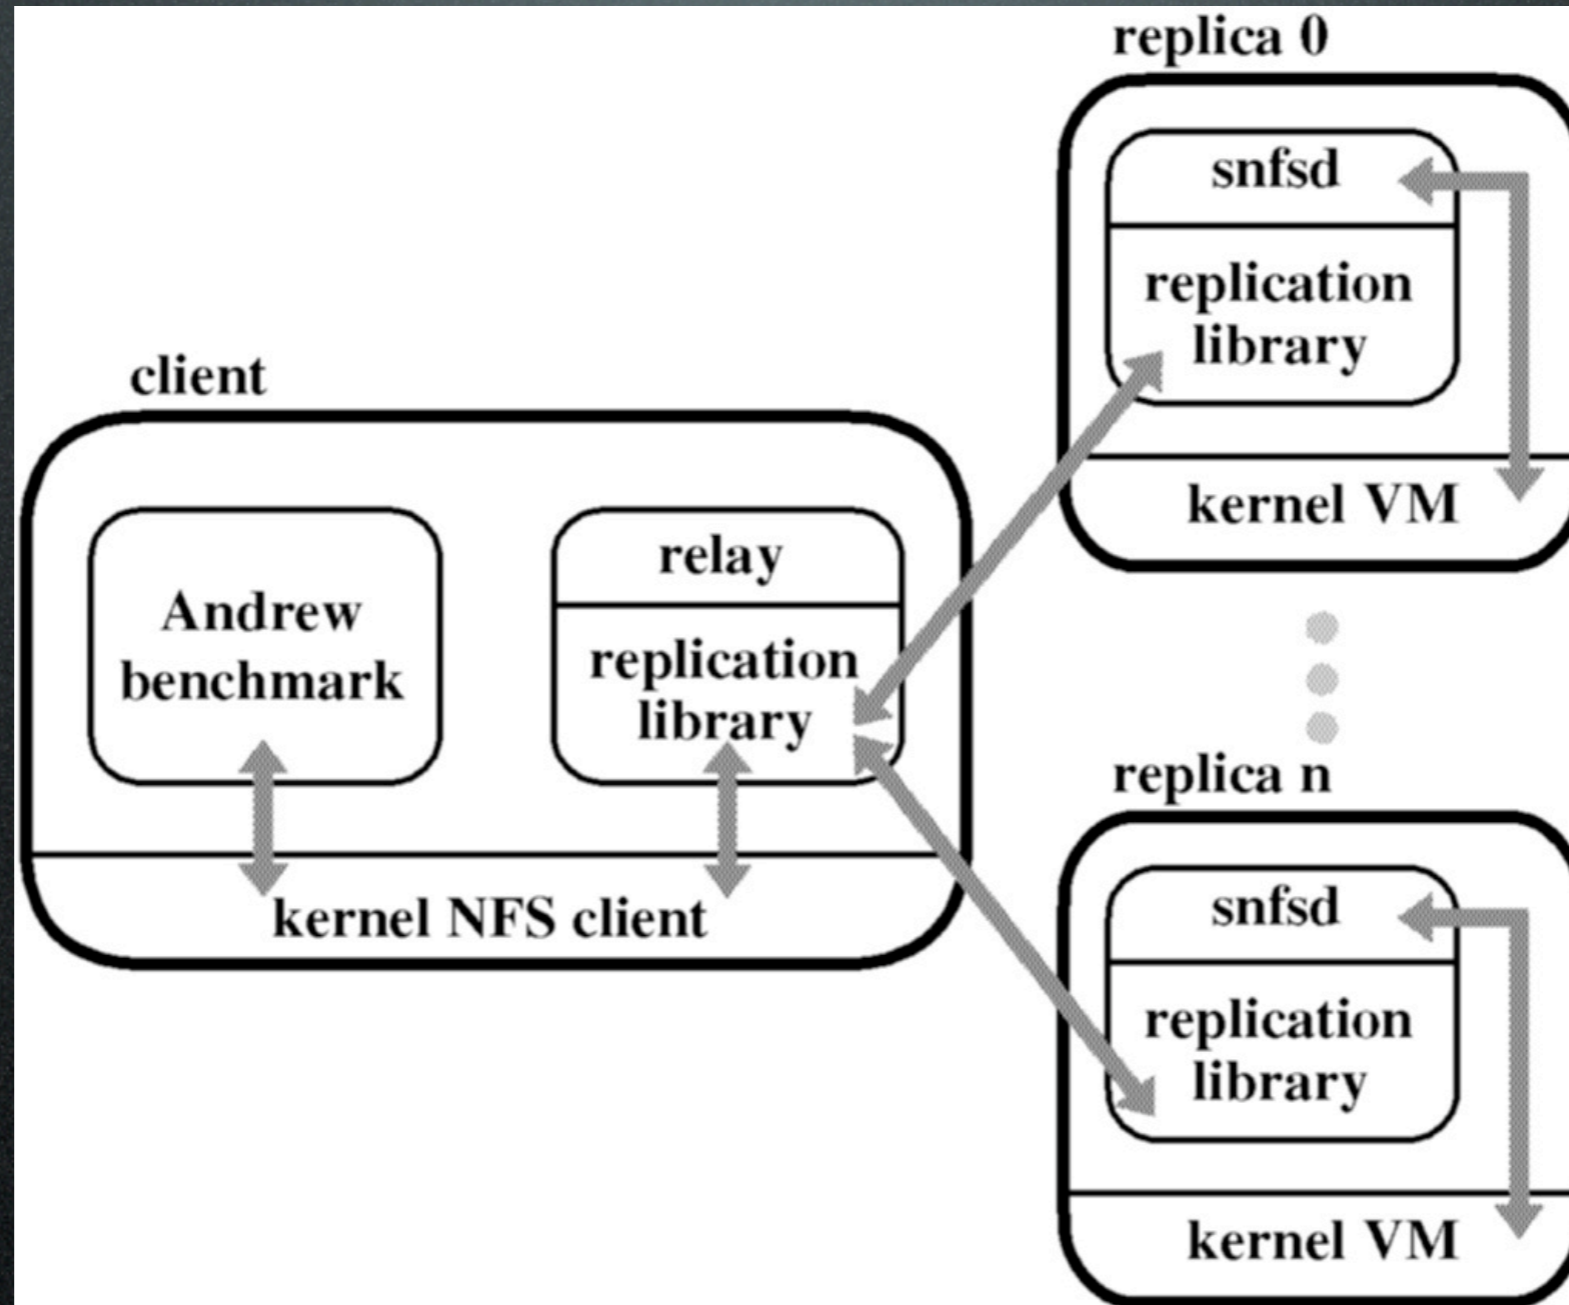 client
Andrew
benchmark
relay
replication
library
kernel NFS client
replica 0
snfsd
replication
library
kernel VM
replica n
snfsd
replication
library
kernel VM